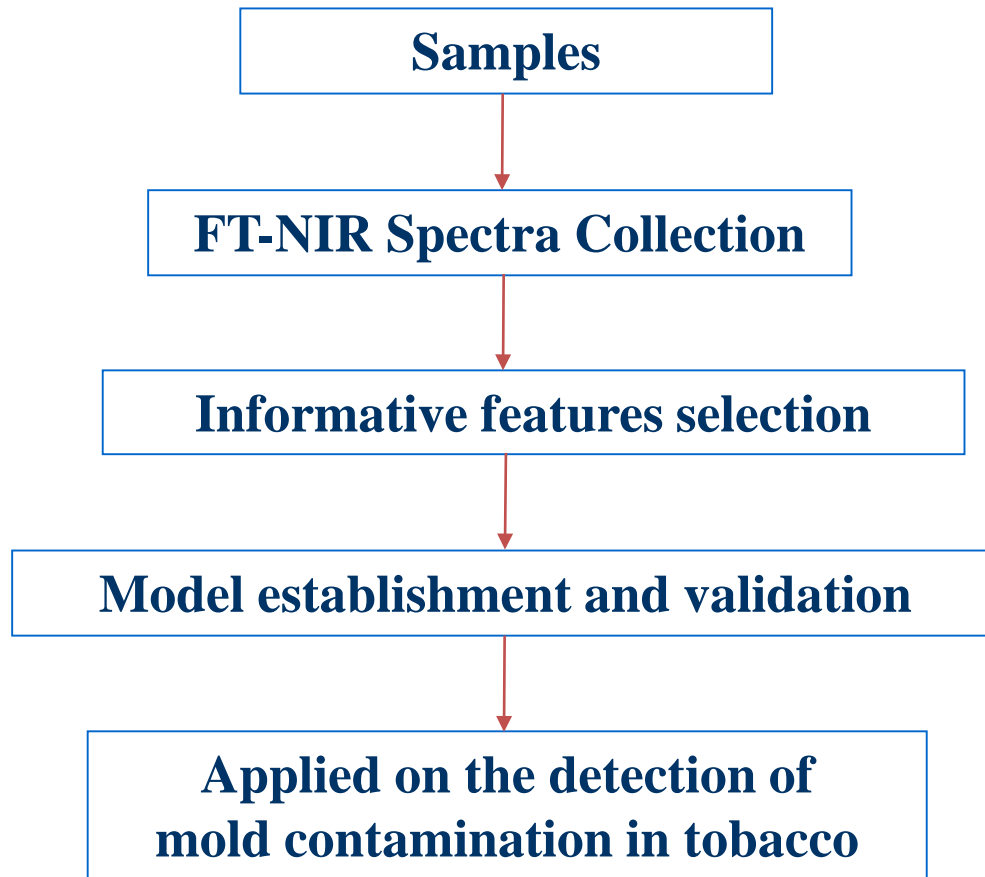 Samples
FT-NIR Spectra Collection
Informative features selection
Model establishment and validation
Applied on the detection of
mold contamination in tobacco